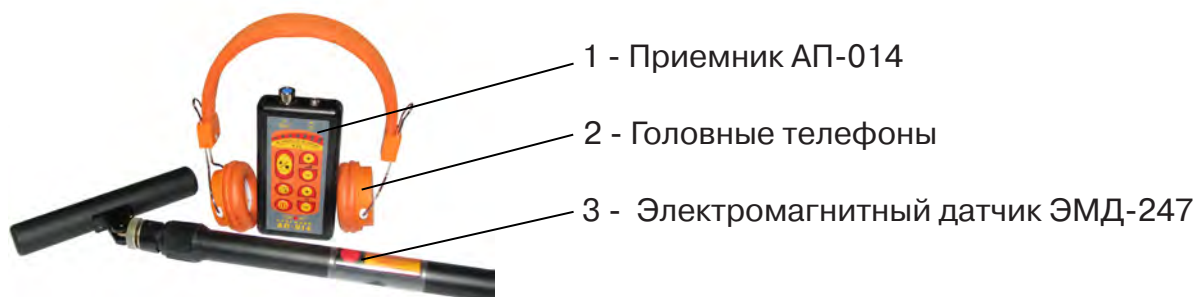 1 - Приемник АП-014
2 - Головные телефоны
3 - Электромагнитный датчик ЭМД-247